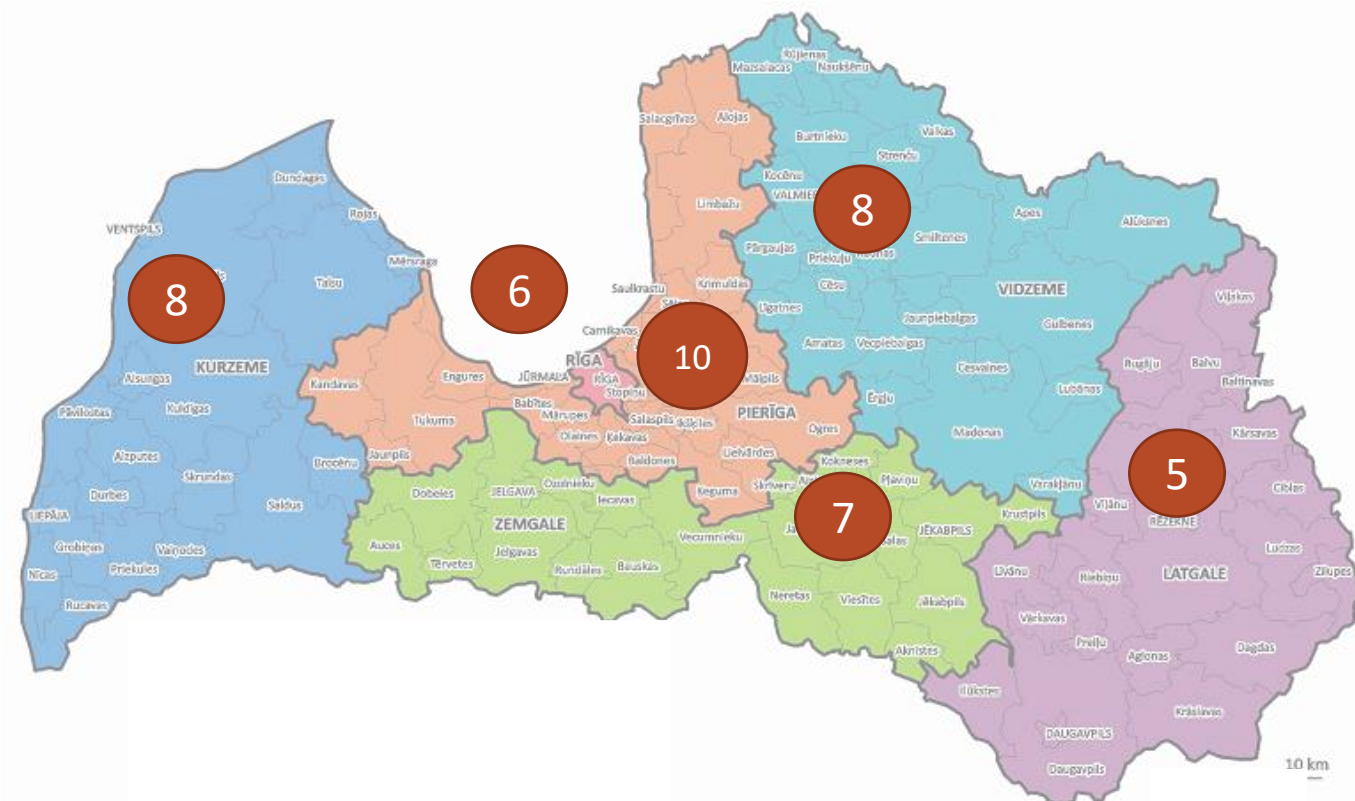 Rūjienas
Mazsalacas
Naukšēnu
Salacgrīvas
Alojas
Valkas
Burtnieku
Strenču
Kocēnu
Dundagas
Limbažu
8
Rojas
Apes
Alūksnes
VENTSPILS
Smiltenes
Pārgaujas
Priekuļu
Mērsraga
Krimuldas
Cēsu
Talsu
6
Saulkrastu
VIDZEME
Viļakas
8
Līgatnes
Jaunpiebalgas
Gulbenes
Carnikavas
Amatas
Vecpiebalgas
10
RĪGA
KURZEME
Cesvaines
Rugāju
Balvu
Alsungas
Kandavas
Engures
JŪRMALA
RĪGA
Mālpils
Baltinavas
Stopiņu
Lubānas
Ērgļu
Pāvilostas
Kuldīgas
Babītes
Mārupes
PIERĪGA
Tukuma
Salaspils
Ikšķiles
Ogres
Madonas
Kārsavas
Olaines
Ķekavas
Aizputes
Jaunpils
Lielvārdes
Brocēnu
Baldones
Kokneses
Skrundas
5
Pļaviņu
Skrīveru
Varakļānu
Ciblas
Durbes
Dobeles
JELGAVA
Ozolnieku
Iecavas
Ķeguma
Saldus
Viļānu
LIEPĀJA
7
Krustpils
RĒZEKNE
ZEMGALE
JĒKABPILS
Grobiņas
Vaiņodes
Auces
Jelgavas
Vecumnieku
Ludzas
Tērvetes
Rundāles
Bauskas
Nīcas
Priekules
Līvānu
Riebiņu
LATGALE
Zilupes
Rucavas
Neretas
Viesītes
Jēkabpils
Vārkavas
Preiļu
Aglonas
Dagdas
Aknīstes
Ilūkstes
Krāslavas
DAUGAVPILS
Daugavpils
10 km